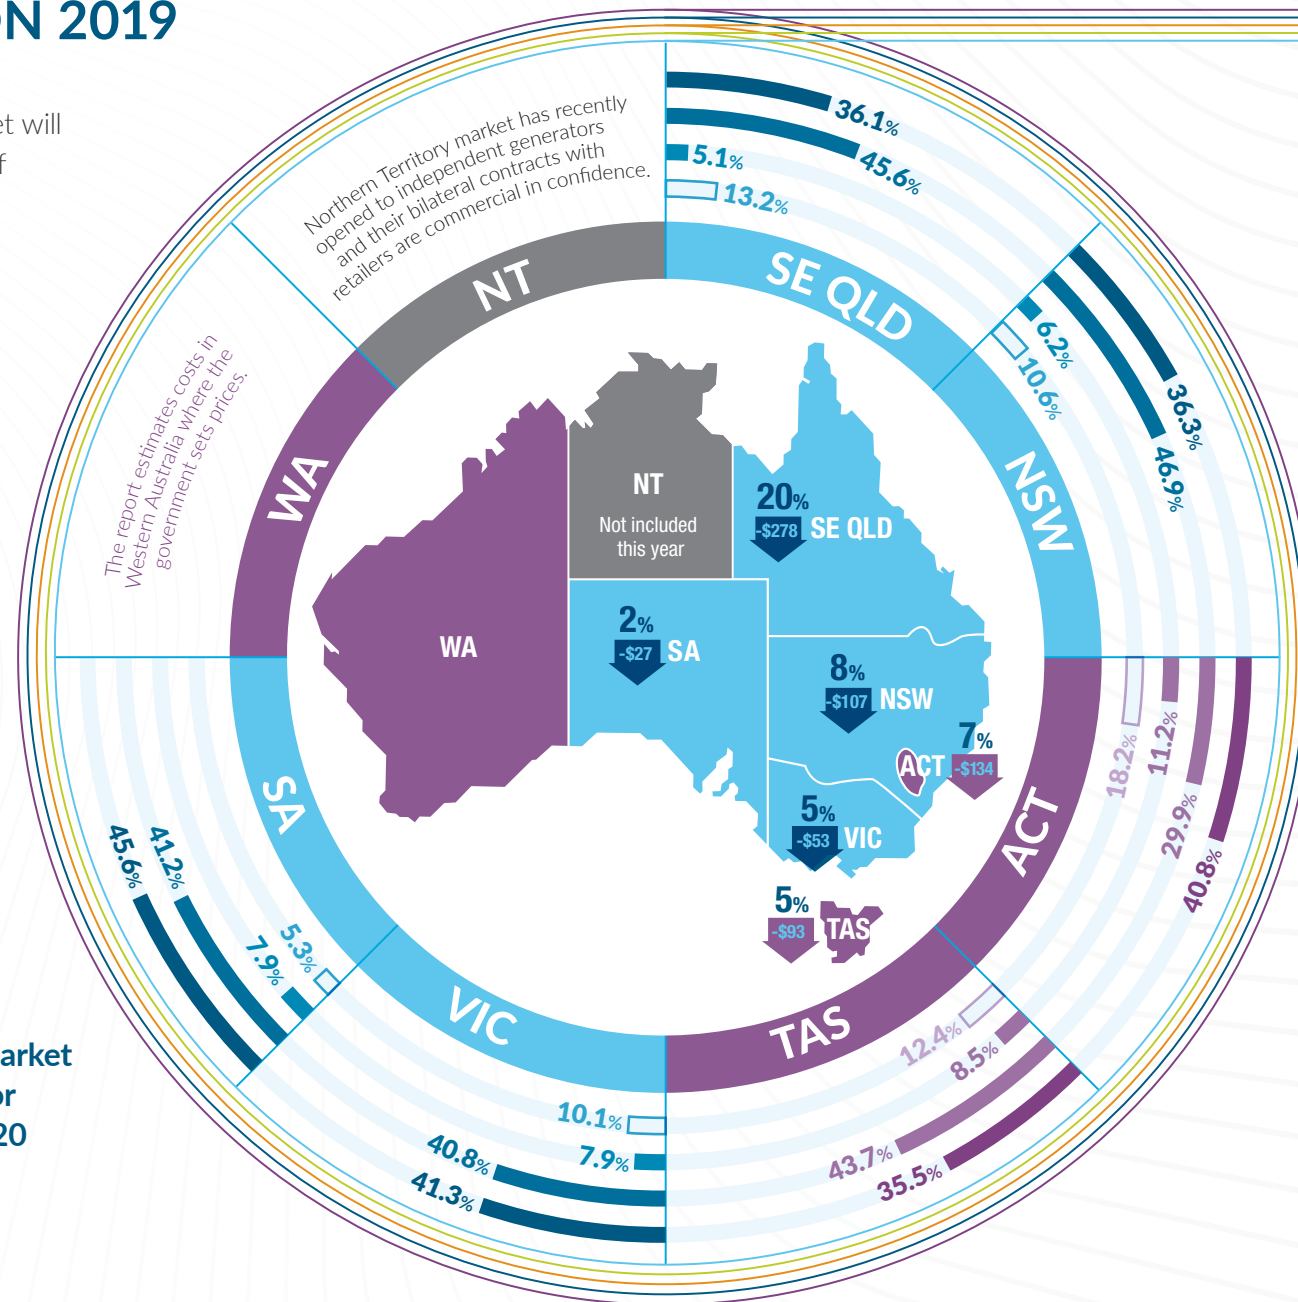 ON 2019
et will
f
Northern Territory market has recently
opened to independent generators
and their bilateral contracts with
retailers are commercial in confidence.
36.1%
45.6%
5.1%
13.2%
NT
SE QLD
6.2%
10.6%
36.3%
46.9%
The report estimates costs in
Western Australia where the
government sets prices.
WA
NSW
NT
Not included
this year
20%
-$278
SE QLD
WA
2%
-$27
SA
8%
-$107
NSW
7%
ACT
-$134
5%
-$53
VIC
5%
-$93
TAS
18.2%
11.2%
29.9%
40.8%
SA
ACT
45.6%
41.2%
5.3%
7.9%
VIC
TAS
12.4%
8.5%
43.7%
35.5%
10.1%
7.9%
40.8%
41.3%
arket
or
20